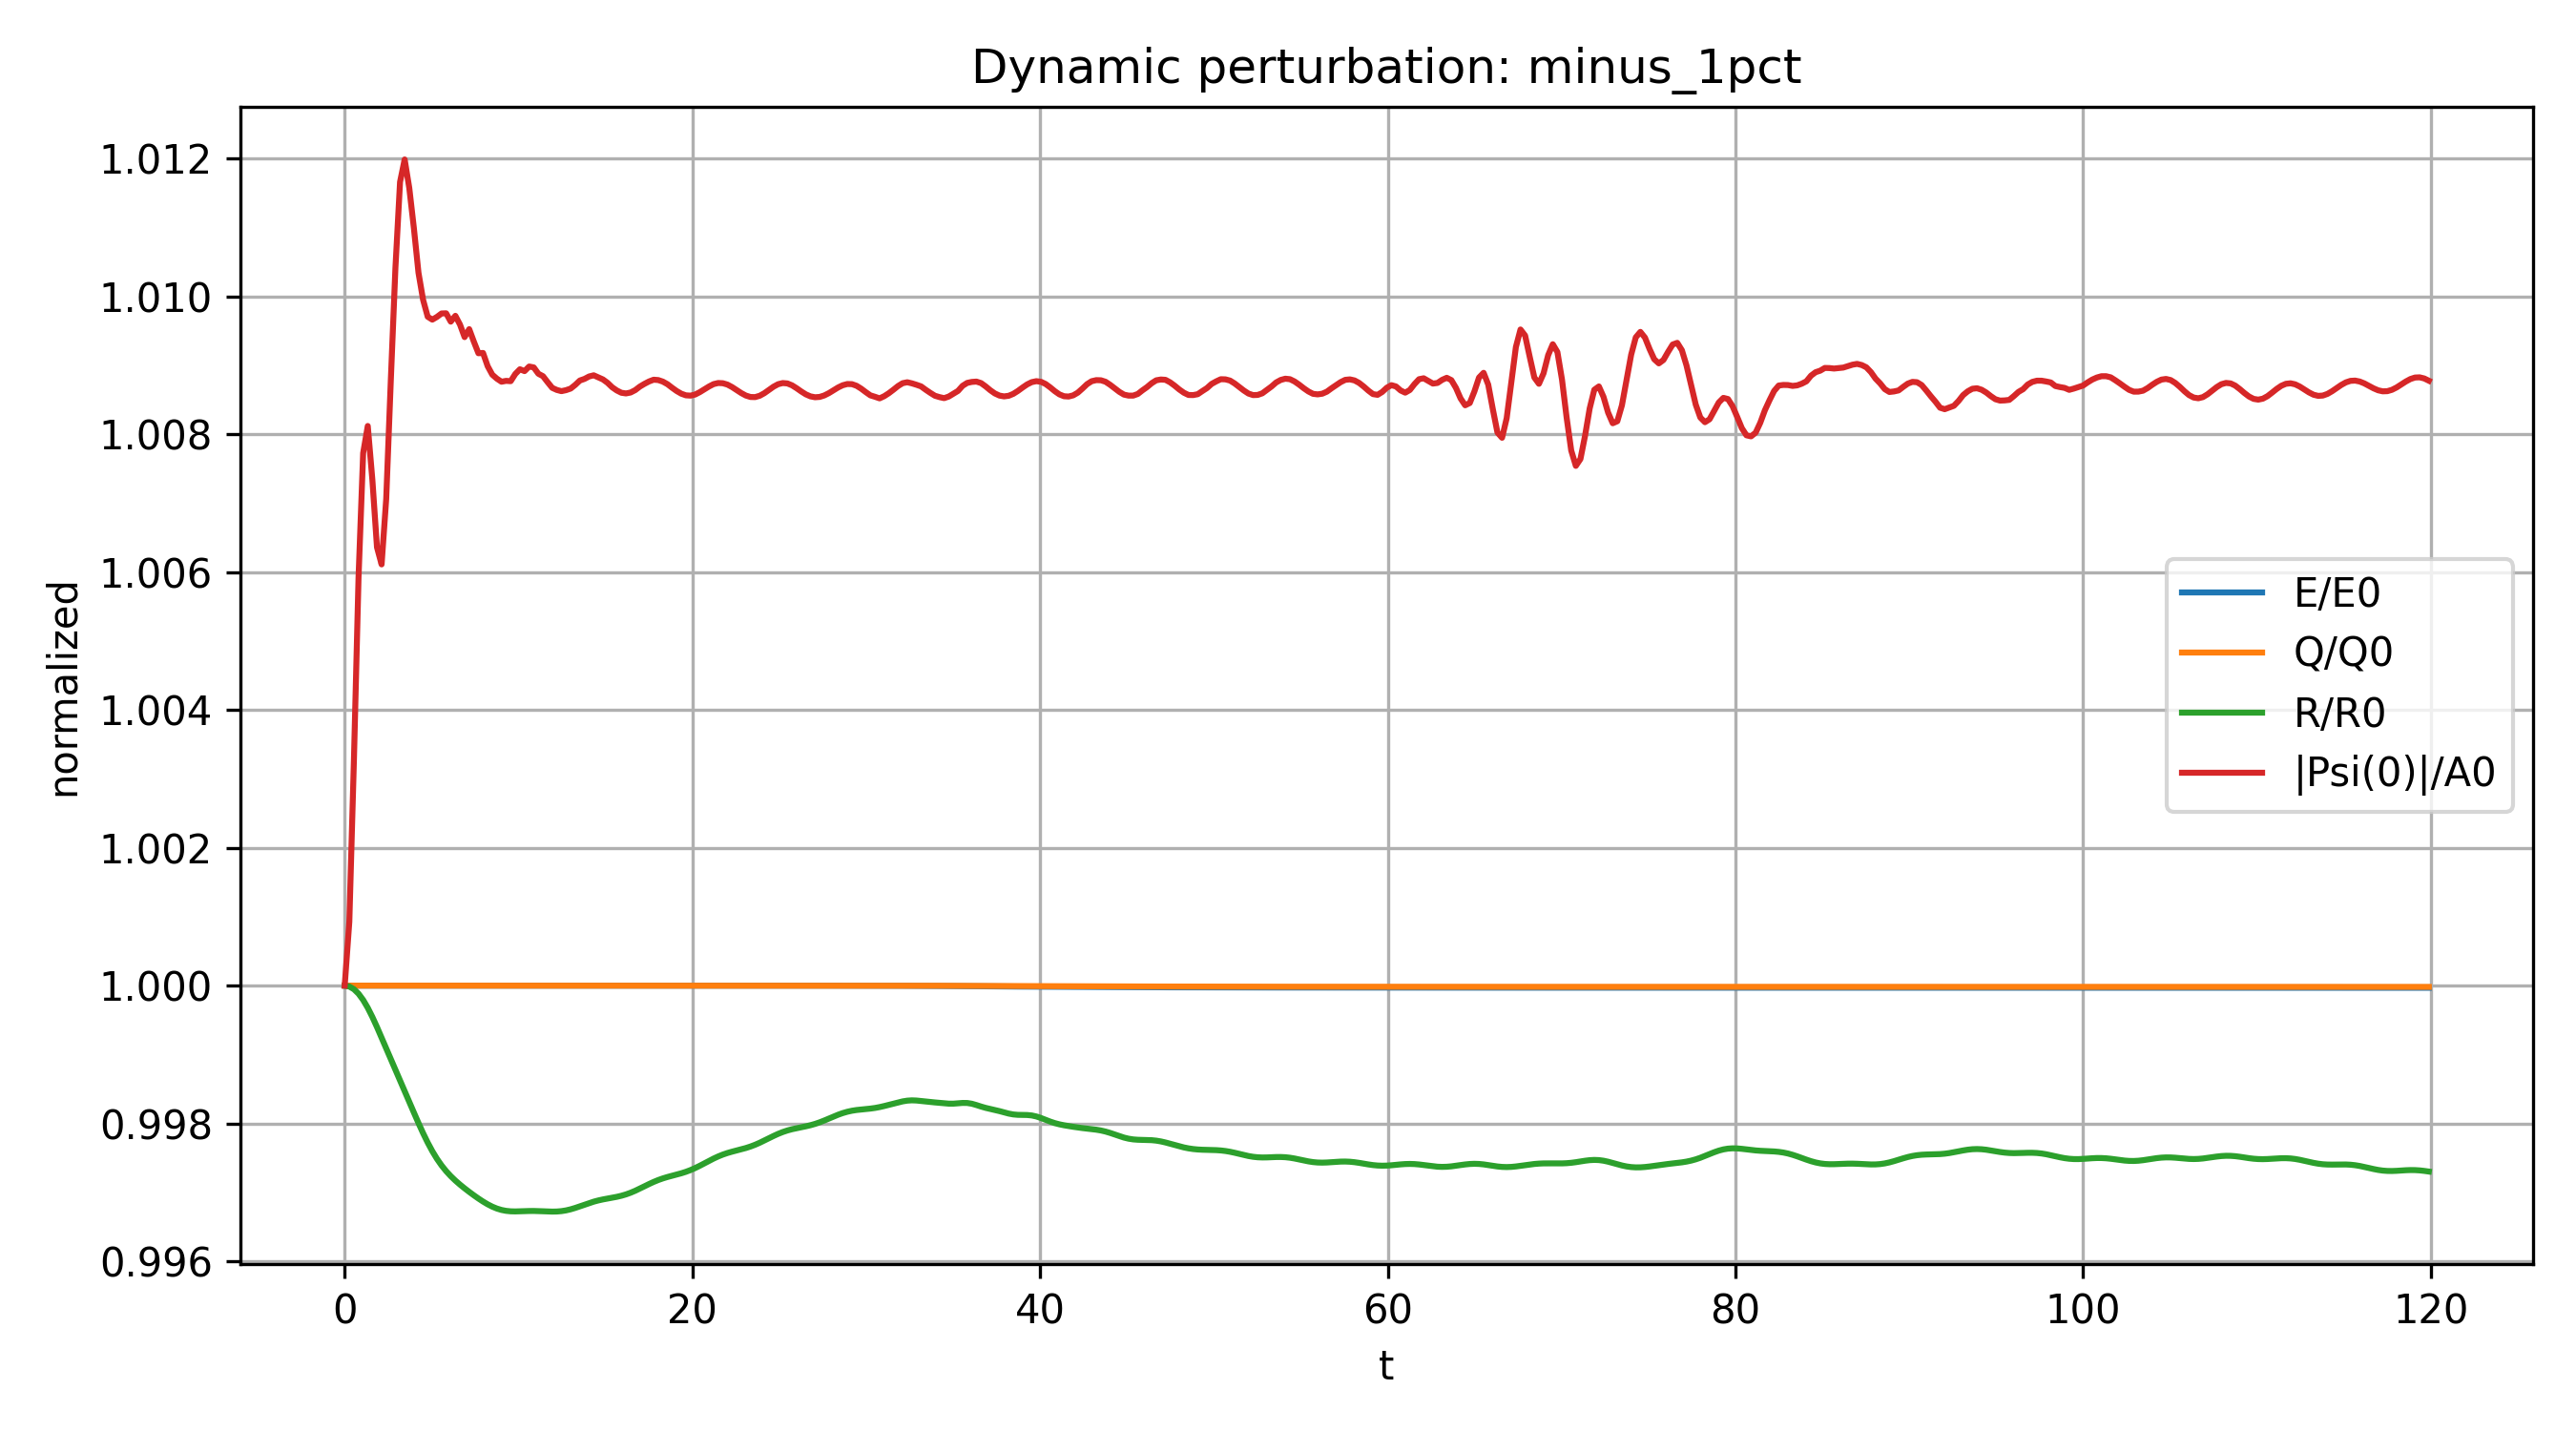 Dynamic perturbation: minus_1pct
normalized
1.012
1.010
1.008
1.006
1.004
1.002
1.000
0.998
0.996
E/E0
Q/Q0
R/R0
|Psi(0)|/A0
0 20 40 60 80 100 120
t